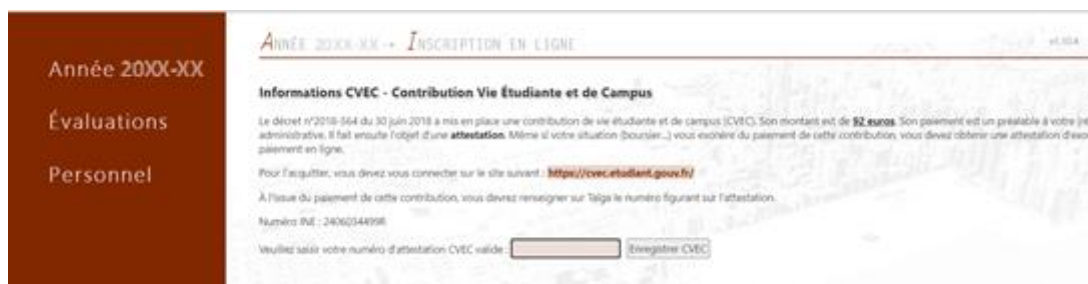 Année 20XX-XX
Évaluations
Personnel
ANNÉE 20XX-XX → INSCRIPTION EN LIGNE
Informations CVEC - Contribution Vie Étudiante et de Campus
Le décret n°2018-564 du 30 juin 2018 a mis en place une contribution de vie étudiante et de campus (CVEC). Son montant est de 92 euros. Son paiement est un préalable à votre
administrative. Il fait ensuite l'objet d'une attestation. Même si votre situation (boursier...) vous exonère du paiement de cette contribution, vous devez obtenir une attestation
paiement en ligne.
Pour l'acquitter, vous devez vous connecter sur le site suivant : https://cvec.etudiant.gouv.fr/
À l'issue du paiement de cette contribution, vous devrez renseigner sur Taïga le numéro figurant sur l'attestation.
Numéro INE :
Veuillez saisir votre numéro d'attestation CVEC valide :
Enregistrer CVEC